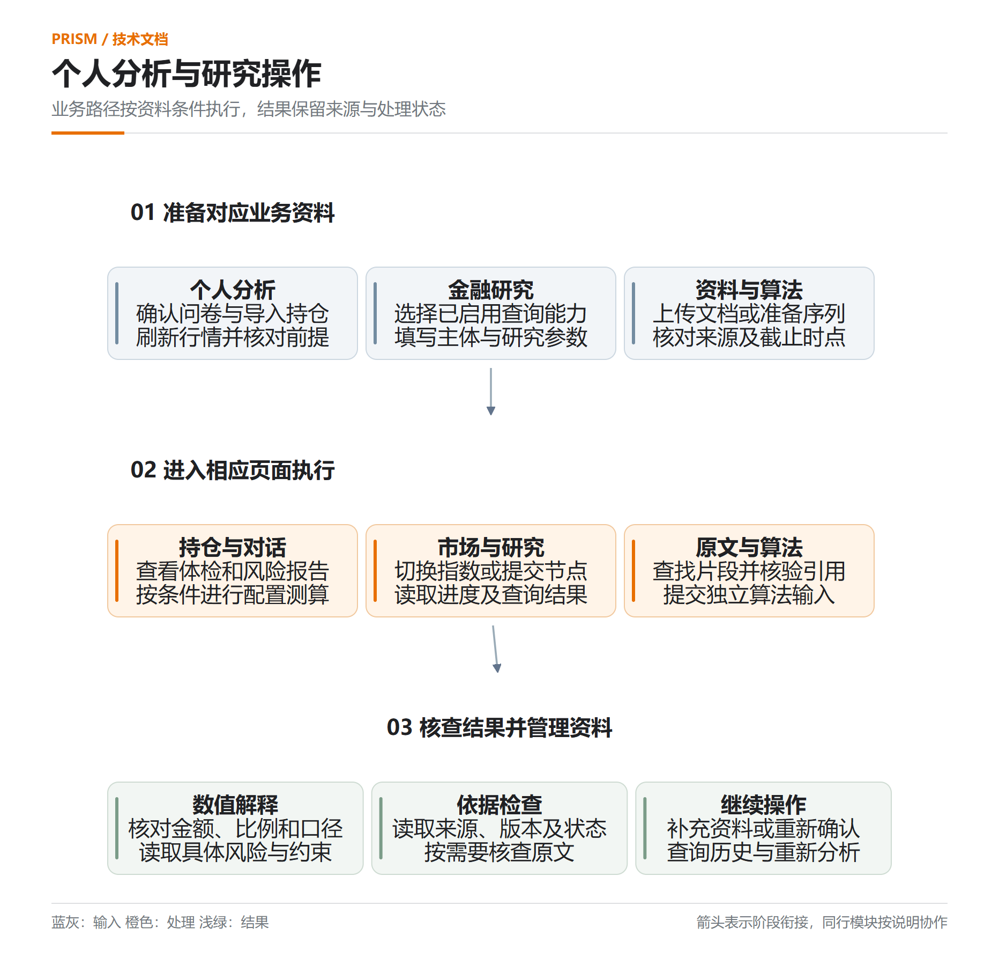 PRISM / 技术文档
个人分析与研究操作
业务路径按资料条件执行，结果保留来源与处理状态
01 准备对应业务资料
个人分析
确认问卷与导入持仓
刷新行情并核对前提
金融研究
选择已启用查询能力
填写主体与研究参数
资料与算法
上传文档或准备序列
核对来源及截止时点
02 进入相应页面执行
持仓与对话
查看体检和风险报告
按条件进行配置测算
市场与研究
切换指数或提交节点
读取进度及查询结果
原文与算法
查找片段并核验引用
提交独立算法输入
03 核查结果并管理资料
数值解释
核对金额、比例和口径
读取具体风险与约束
依据检查
读取来源、版本及状态
按需要核查原文
继续操作
补充资料或重新确认
查询历史与重新分析
蓝灰：输入 橙色：处理 浅绿：结果
箭头表示阶段衔接，同行模块按说明协作